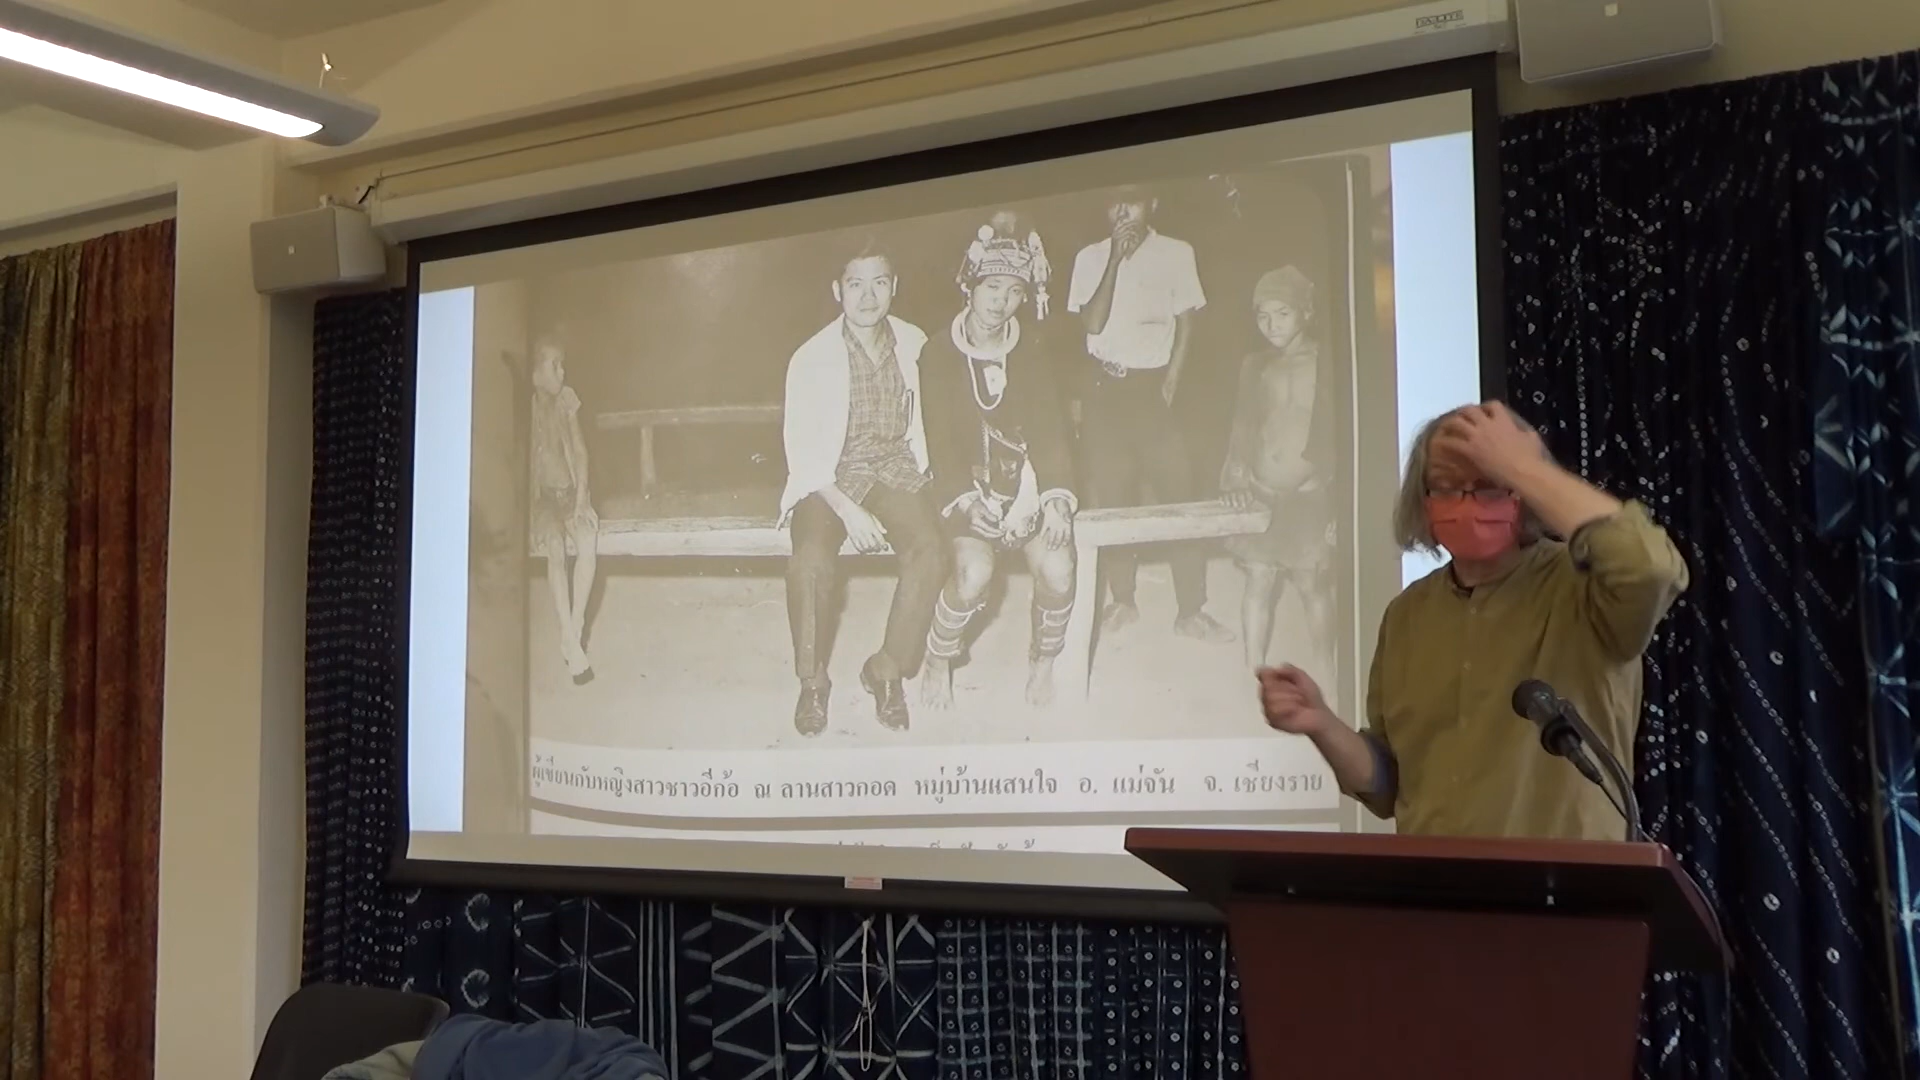 ผู้เขียนกับหญิงสาวชาวอีก้อ ณ ลานสาวกอด หมู่บ้านแสนใจ อ. แม่จัน จ. เชียงราย